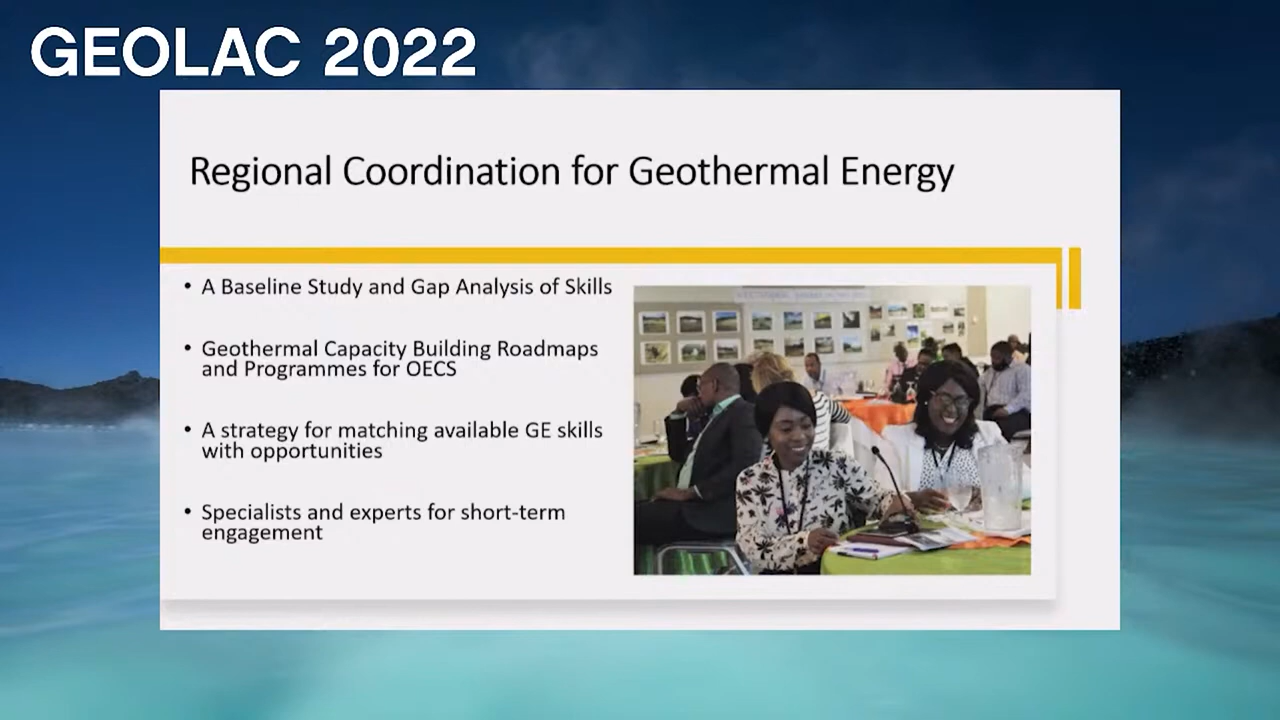 GEOLAC 2022
Regional Coordination for Geothermal Energy
• A Baseline Study and Gap Analysis of Skills
• Geothermal Capacity Building Roadmaps
and Programmes for OECS
• A strategy for matching available GE skills
with opportunities
• Specialists and experts for short-term
engagement